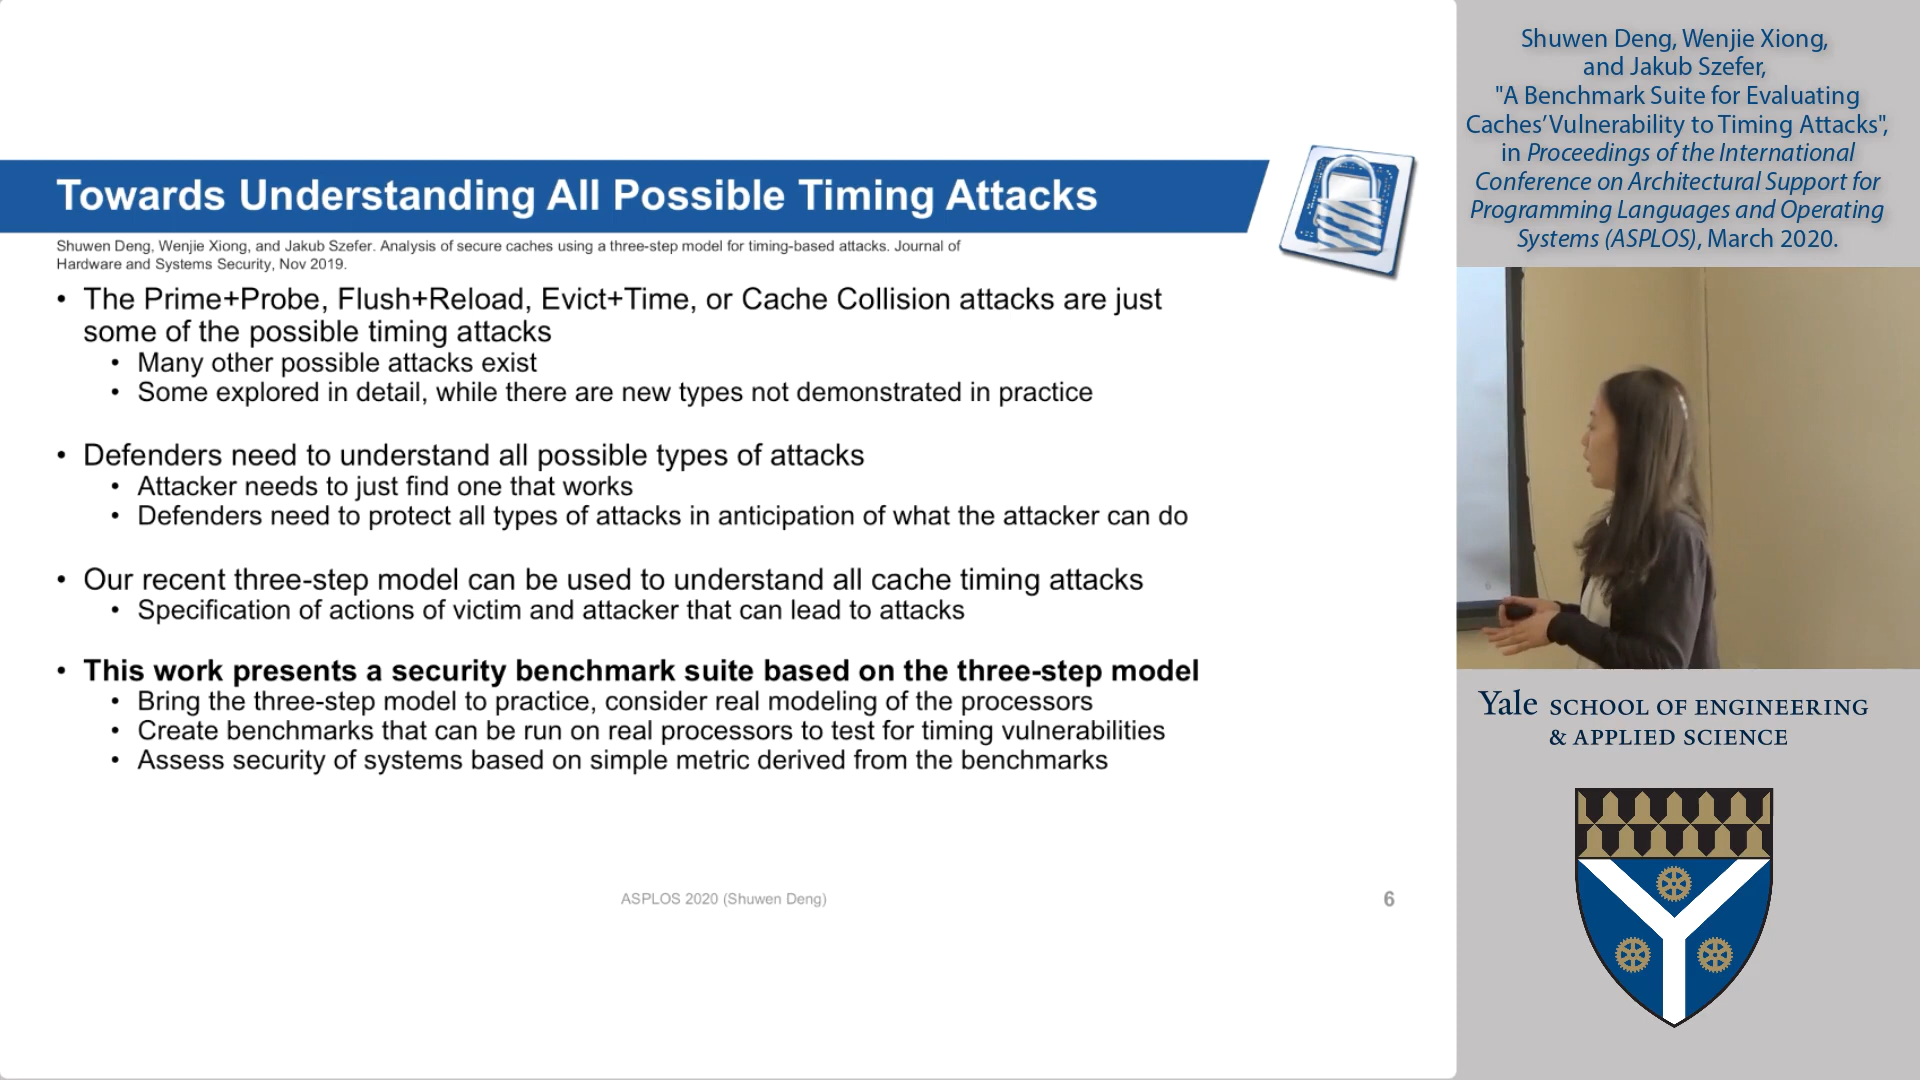 Towards Understanding All Possible Timing Attacks
Shuwen Deng, Wenjie Xiong, and Jakub Szefer. Analysis of secure caches using a three-step model for timing-based attacks. Journal of
Hardware and Systems Security, Nov 2019.
• The Prime+Probe, Flush+Reload, Evict+Time, or Cache Collision attacks are just
some of the possible timing attacks
• Many other possible attacks exist
• Some explored in detail, while there are new types not demonstrated in practice
• Defenders need to understand all possible types of attacks
• Attacker needs to just find one that works
• Defenders need to protect all types of attacks in anticipation of what the attacker can do
• Our recent three-step model can be used to understand all cache timing attacks
• Specification of actions of victim and attacker that can lead to attacks
• This work presents a security benchmark suite based on the three-step model
• Bring the three-step model to practice, consider real modeling of the processors
• Create benchmarks that can be run on real processors to test for timing vulnerabilities
• Assess security of systems based on simple metric derived from the benchmarks
ASPLOS 2020 (Shuwen Deng)
6
Shuwen Deng, Wenjie Xiong,
and Jakub Szefer,
"A Benchmark Suite for Evaluating
Caches' Vulnerability to Timing Attacks",
in Proceedings of the International
Conference on Architectural Support for
Programming Languages and Operating
Systems (ASPLOS), March 2020.
Yale SCHOOL OF ENGINEERING
& APPLIED SCIENCE